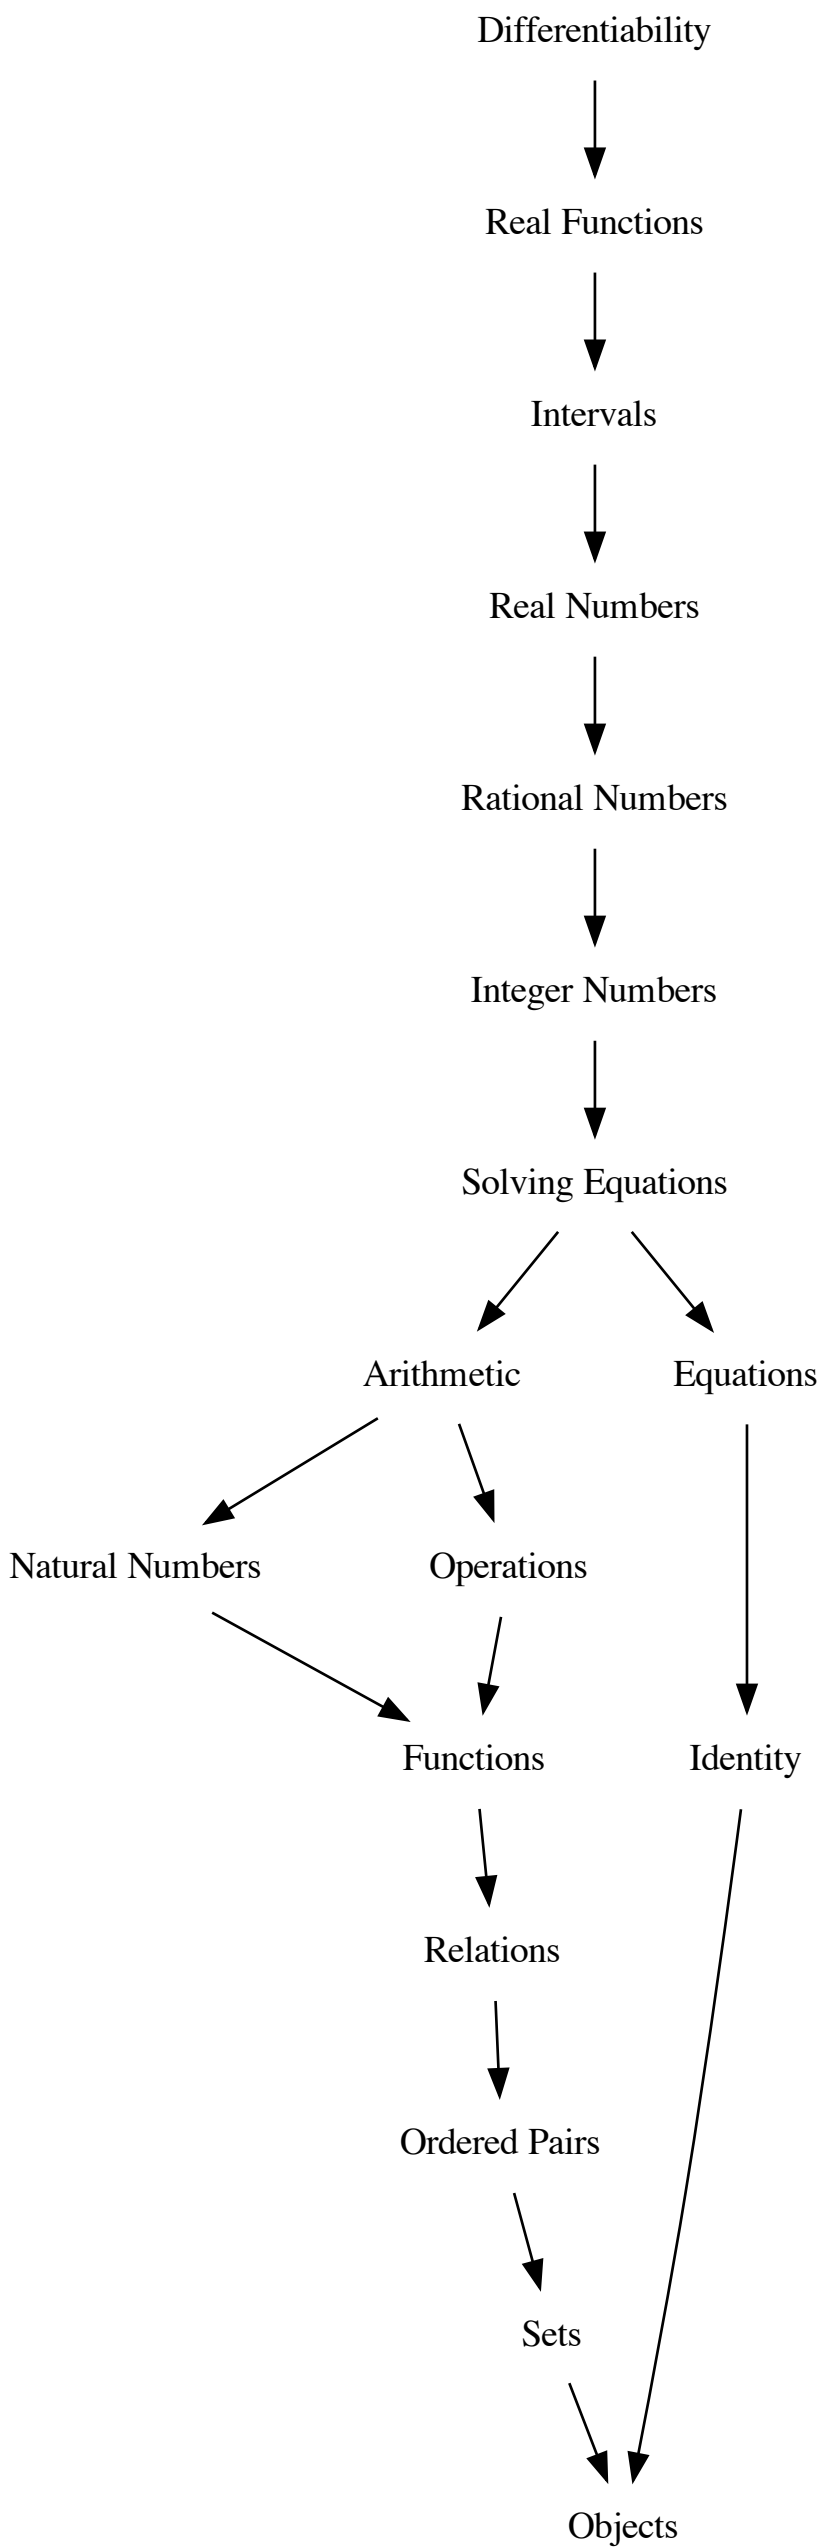 Differentiability
Real Functions
Intervals
Real Numbers
Rational Numbers
Integer Numbers
Solving Equations
Arithmetic
Equations
Natural Numbers
Operations
Functions
Identity
Relations
Ordered Pairs
Sets
Objects